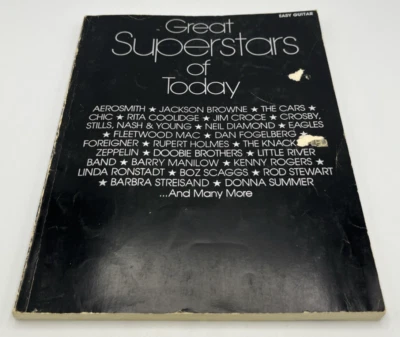 EASY GUITAR
Great
Superstars
of
Today
AEROSMITH ★ JACKSON BROWNE ★ THE CARS ★
CHIC ★ RITA COOLIDGE ★ JIM CROCE ★ CROSBY,
STILLS, NASH & YOUNG ★ NEIL DIAMOND ★ EAGLES
★ FLEETWOOD MAC ★ DAN FOGELBERG ★
FOREIGNER ★ RUPERT HOLMES ★ THE KNACK
ZEPPELIN ★ DOOBIE BROTHERS ★ LITTLE RIVER
BAND ★ BARRY MANILOW ★ KENNY ROGERS ★
LINDA RONSTADT ★ BOZ SCAGGS ★ ROD STEWART
★ BARBRA STREISAND ★ DONNA SUMMER
...And Many More